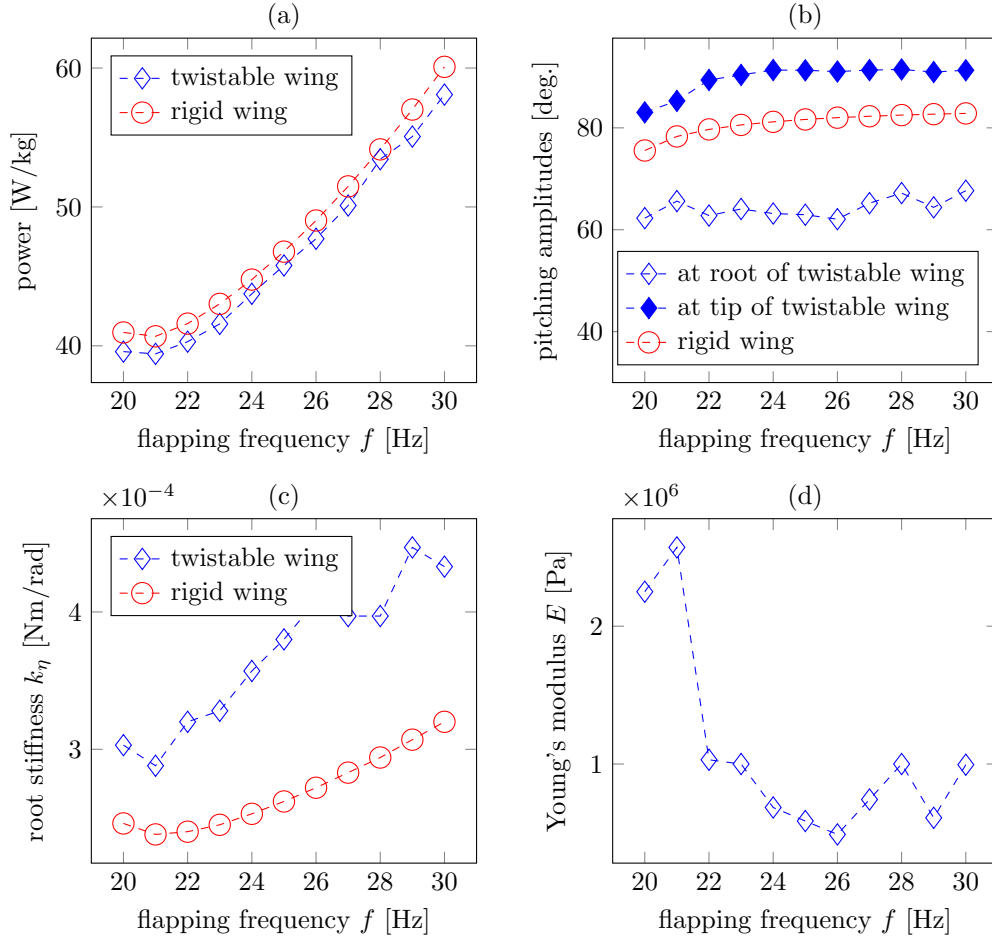 (a)
60
50
40
power [W/kg]
twistable wing
rigid wing
20 22 24 26 28 30
flapping frequency f [Hz]
(b)
80
60
40
pitching amplitudes [deg.]
at root of twistable wing
at tip of twistable wing
rigid wing
20 22 24 26 28 30
flapping frequency f [Hz]
×10⁻⁴
(c)
4
3
root stiffness kη [Nm/rad]
twistable wing
rigid wing
20 22 24 26 28 30
flapping frequency f [Hz]
×10⁶
(d)
2
1
Young's modulus E [Pa]
20 22 24 26 28 30
flapping frequency f [Hz]